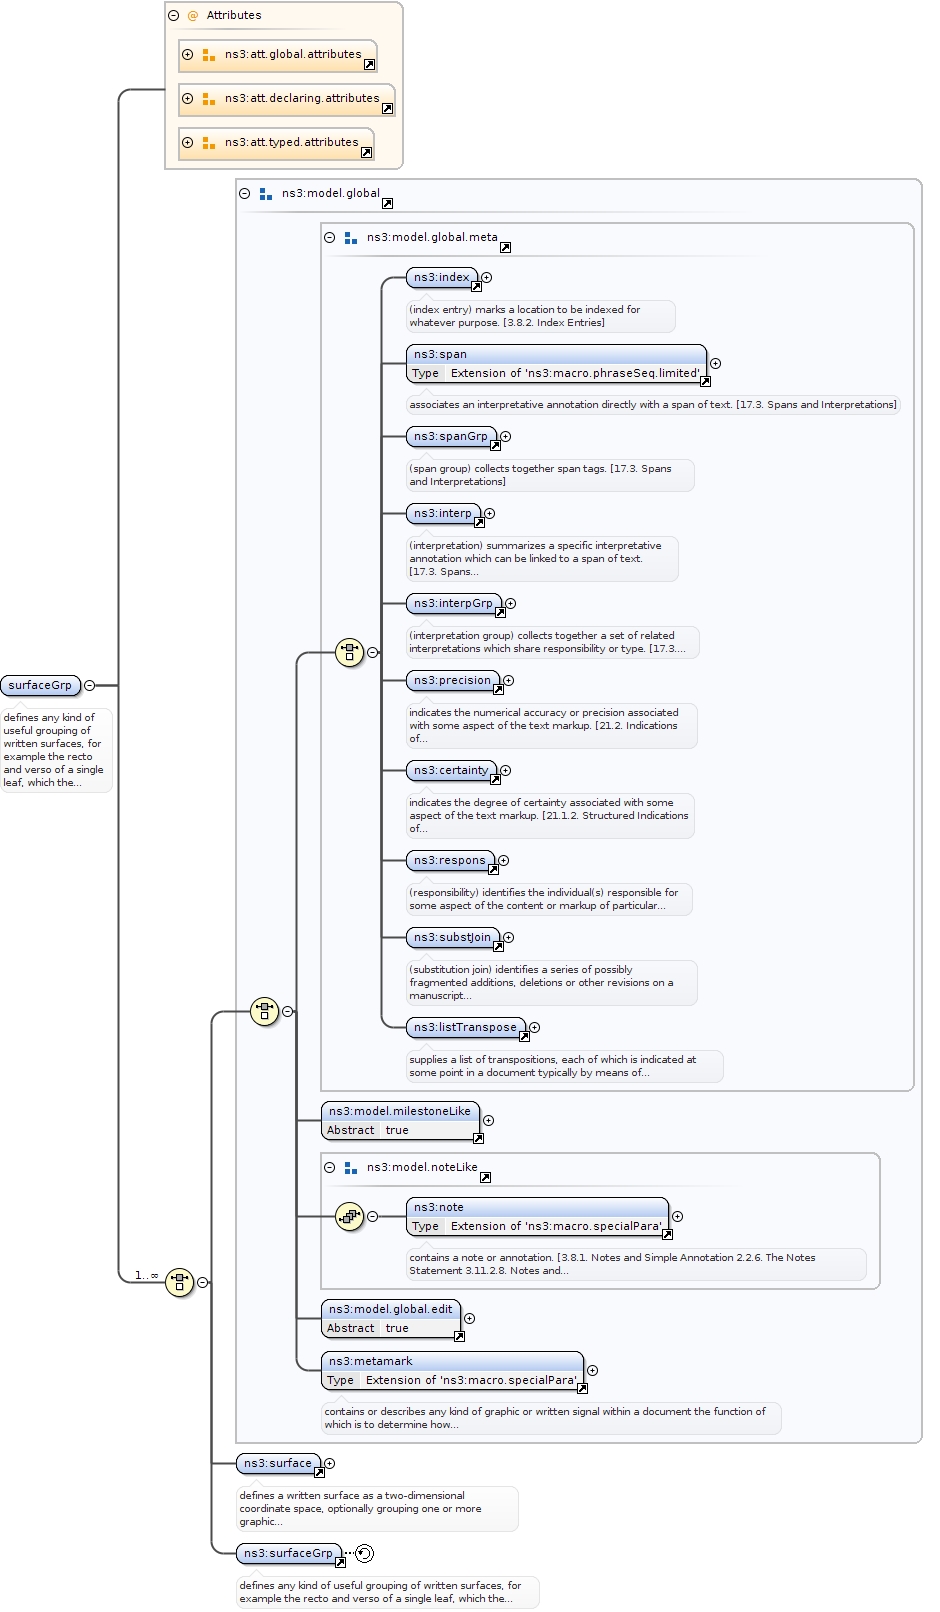 @ Attributes
ns3:att.global.attributes
ns3:att.declaring.attributes
ns3:att.typed.attributes
ns3:model.global
ns3:model.global.meta
ns3:index
(index entry) marks a location to be indexed for
whatever purpose. [3.8.2. Index Entries]
ns3:span
Type Extension of 'ns3:macro.phraseSeq.limited'
associates an interpretative annotation directly with a span of text. [17.3. Spans and Interpretations]
ns3:spanGrp
(span group) collects together span tags. [17.3. Spans
and Interpretations]
ns3:interp
(interpretation) summarizes a specific interpretative
annotation which can be linked to a span of text.
[17.3. Spans...
ns3:interpGrp
(interpretation group) collects together a set of related
interpretations which share responsibility or type. [17.3....
surfaceGrp
defines any kind of
useful grouping of
written surfaces, for
example the recto
and verso of a single
leaf, which the...
ns3:precision
indicates the numerical accuracy or precision associated
with some aspect of the text markup. [21.2. Indications
of...
ns3:certainty
indicates the degree of certainty associated with some
aspect of the text markup. [21.1.2. Structured Indications
of...
ns3:respons
(responsibility) identifies the individual(s) responsible for
some aspect of the content or markup of particular...
ns3:substJoin
(substitution join) identifies a series of possibly
fragmented additions, deletions or other revisions on a
manuscript...
ns3:listTranspose
supplies a list of transpositions, each of which is indicated at
some point in a document typically by means of...
ns3:model.milestoneLike
Abstract true
ns3:model.noteLike
ns3:note
Type Extension of 'ns3:macro.specialPara'
contains a note or annotation. [3.8.1. Notes and Simple Annotation 2.2.6. The Notes
Statement 3.11.2.8. Notes and...
1..∞
ns3:model.global.edit
Abstract true
ns3:metamark
Type Extension of 'ns3:macro.specialPara'
contains or describes any kind of graphic or written signal within a document the function of
which is to determine how...
ns3:surface
defines a written surface as a two-dimensional
coordinate space, optionally grouping one or more
graphic...
ns3:surfaceGrp
defines any kind of useful grouping of written surfaces, for
example the recto and verso of a single leaf, which the...